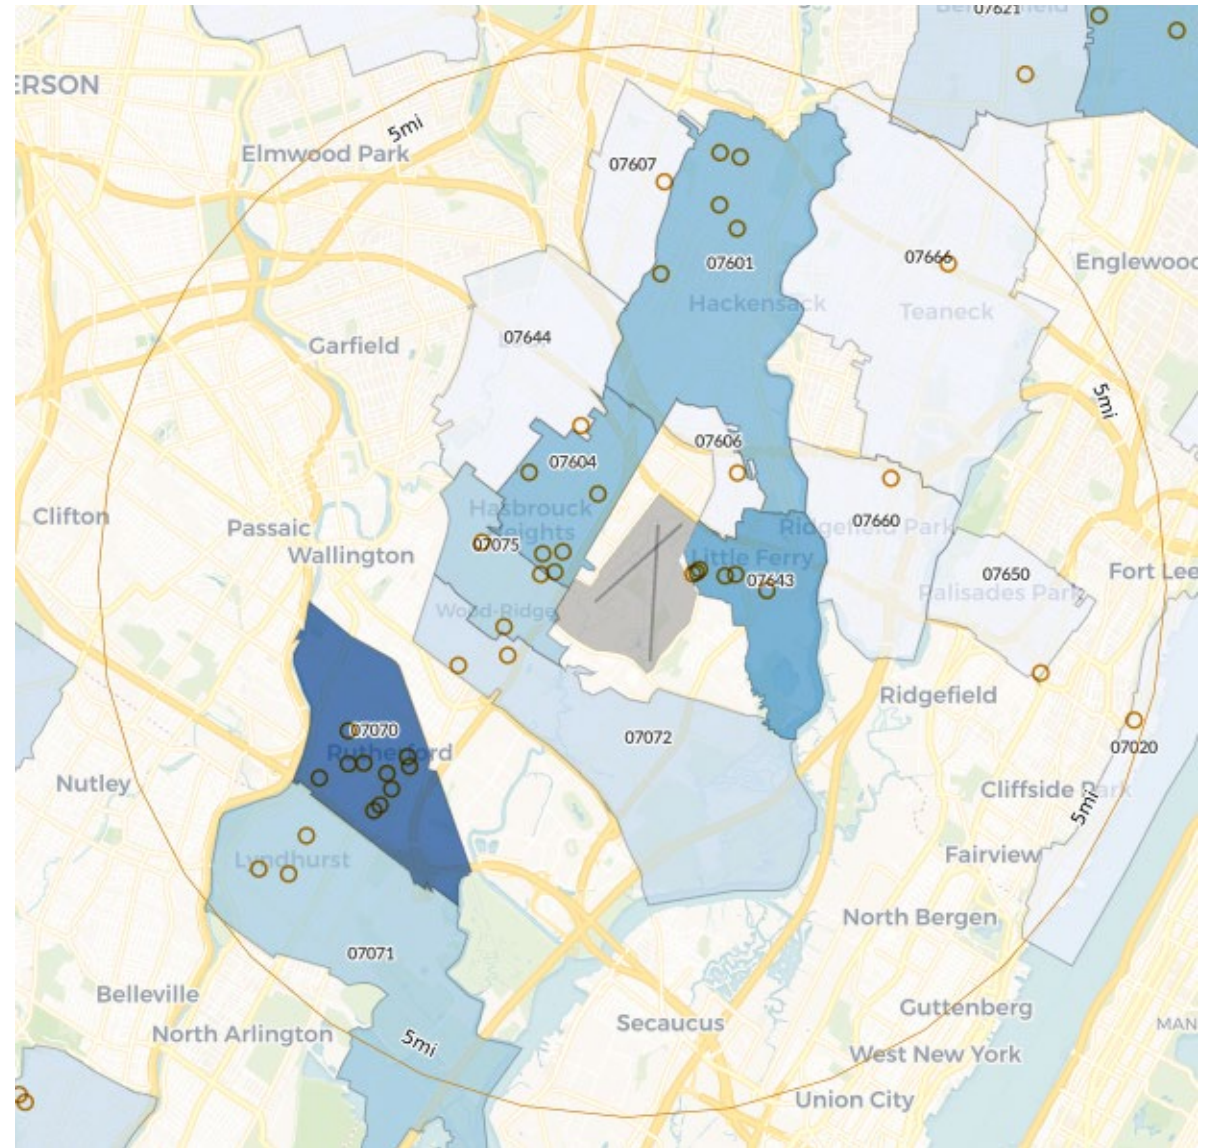 07621
ERSON
5mi
Elmwood Park
07607
07601
07666
Englewood
Hackensack
Teaneck
07644
Garfield
5mi
07606
07604
Hasbrouck
Heights
07075
Clifton
Passaic
Wallington
07660
Ridgefield Park
Little Ferry
07643
07650
Palisades Park
Fort Lee
Wood-Ridge
Ridgefield
07070
Rutherford
07072
07020
Nutley
Cliffside Park
5mi
Lyndhurst
Fairview
North Bergen
07071
Belleville
Guttenberg
North Arlington
Secaucus
MAN
5mi
West New York
Union City